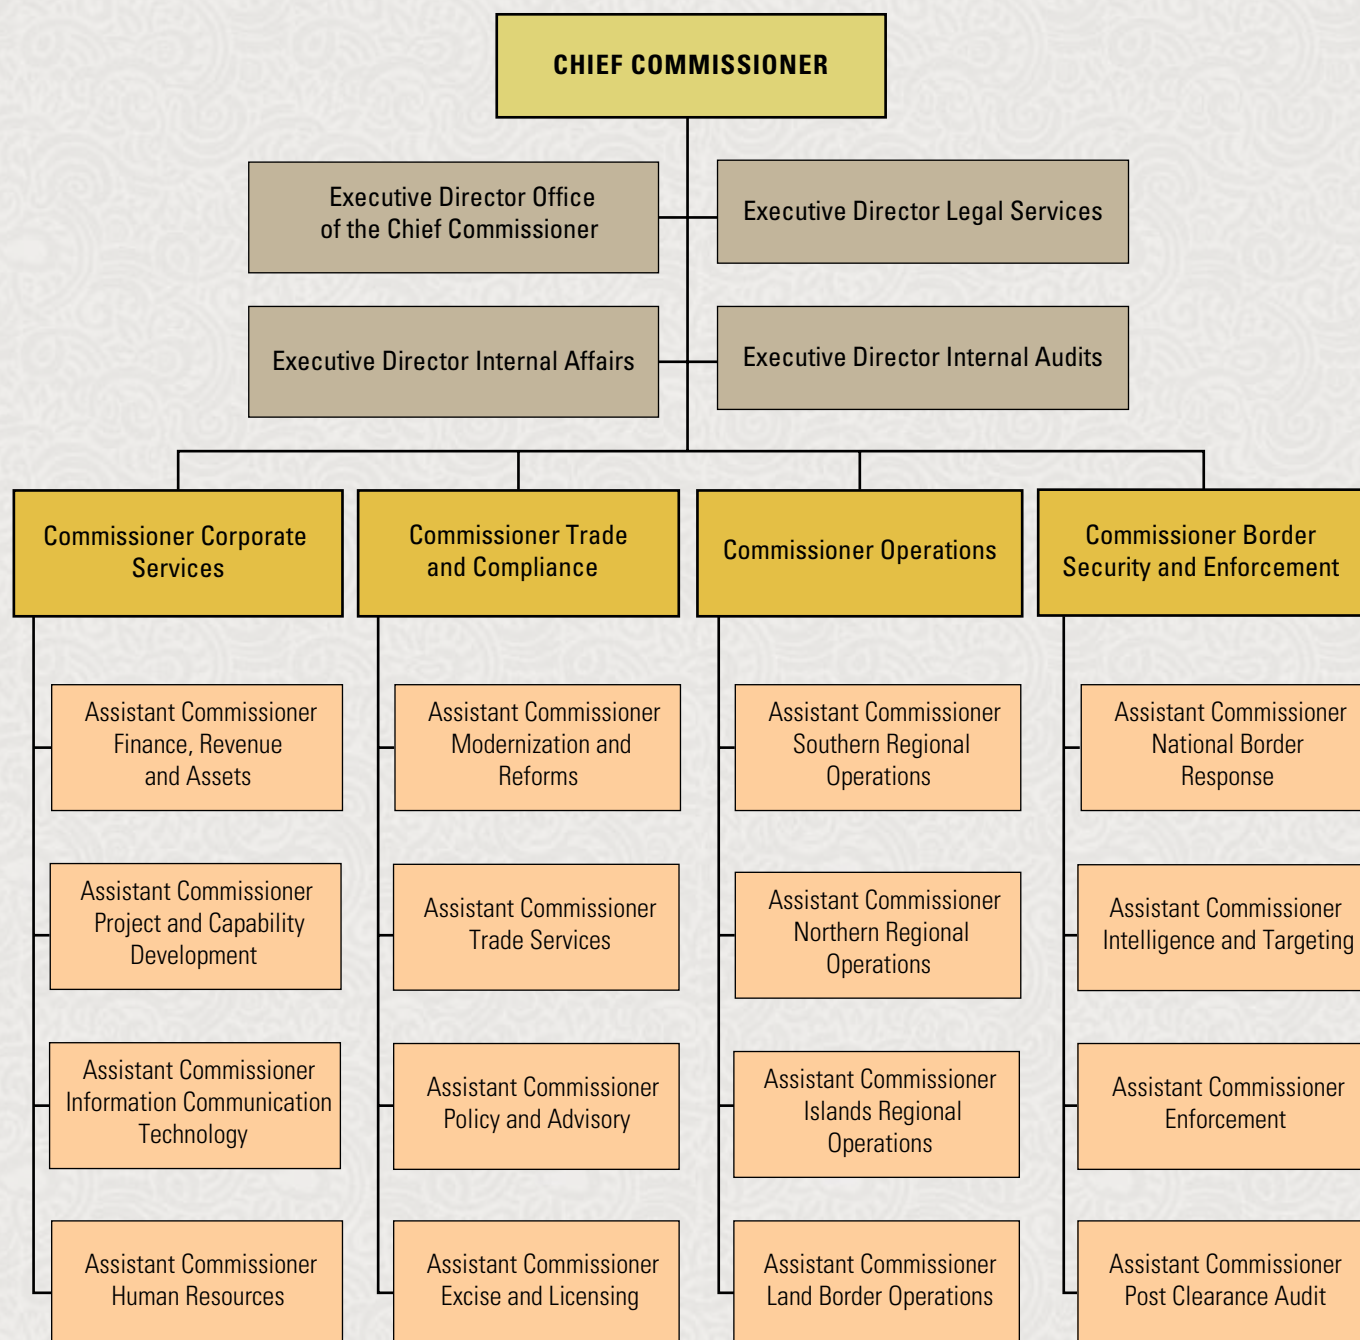 CHIEF COMMISSIONER
Executive Director Office
of the Chief Commissioner
Executive Director Legal Services
Executive Director Internal Affairs
Executive Director Internal Audits
Commissioner Corporate
Services
Commissioner Trade
and Compliance
Commissioner Operations
Commissioner Border
Security and Enforcement
Assistant Commissioner
Finance, Revenue
and Assets
Assistant Commissioner
Modernization and
Reforms
Assistant Commissioner
Southern Regional
Operations
Assistant Commissioner
National Border
Response
Assistant Commissioner
Project and Capability
Development
Assistant Commissioner
Trade Services
Assistant Commissioner
Northern Regional
Operations
Assistant Commissioner
Intelligence and Targeting
Assistant Commissioner
Information Communication
Technology
Assistant Commissioner
Policy and Advisory
Assistant Commissioner
Islands Regional
Operations
Assistant Commissioner
Enforcement
Assistant Commissioner
Human Resources
Assistant Commissioner
Excise and Licensing
Assistant Commissioner
Land Border Operations
Assistant Commissioner
Post Clearance Audit